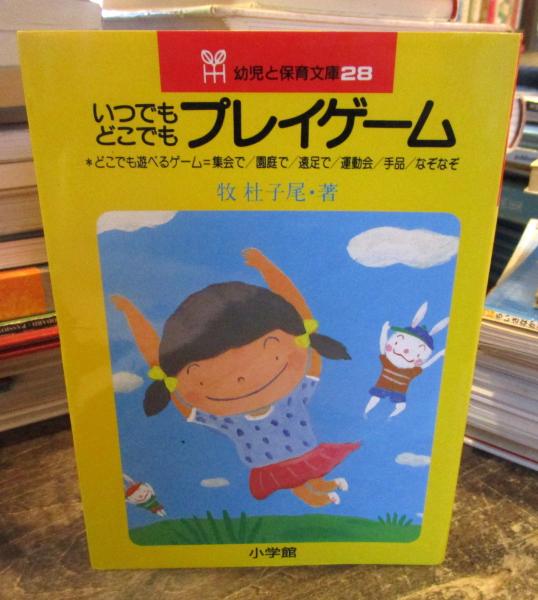 幼児と保育文庫28
いつでも
どこでも
プレイゲーム
*どこでも遊べるゲーム=集会で/園庭で/遠足で/運動会/手品/なぞなぞ
牧 杜子尾・著
小学館